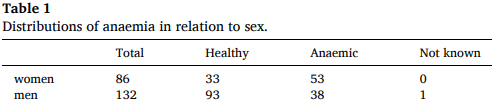 Table 1
Distributions of anaemia in relation to sex.
Total Healthy Anaemic Not known
women 86 33 53 0
men 132 93 38 1